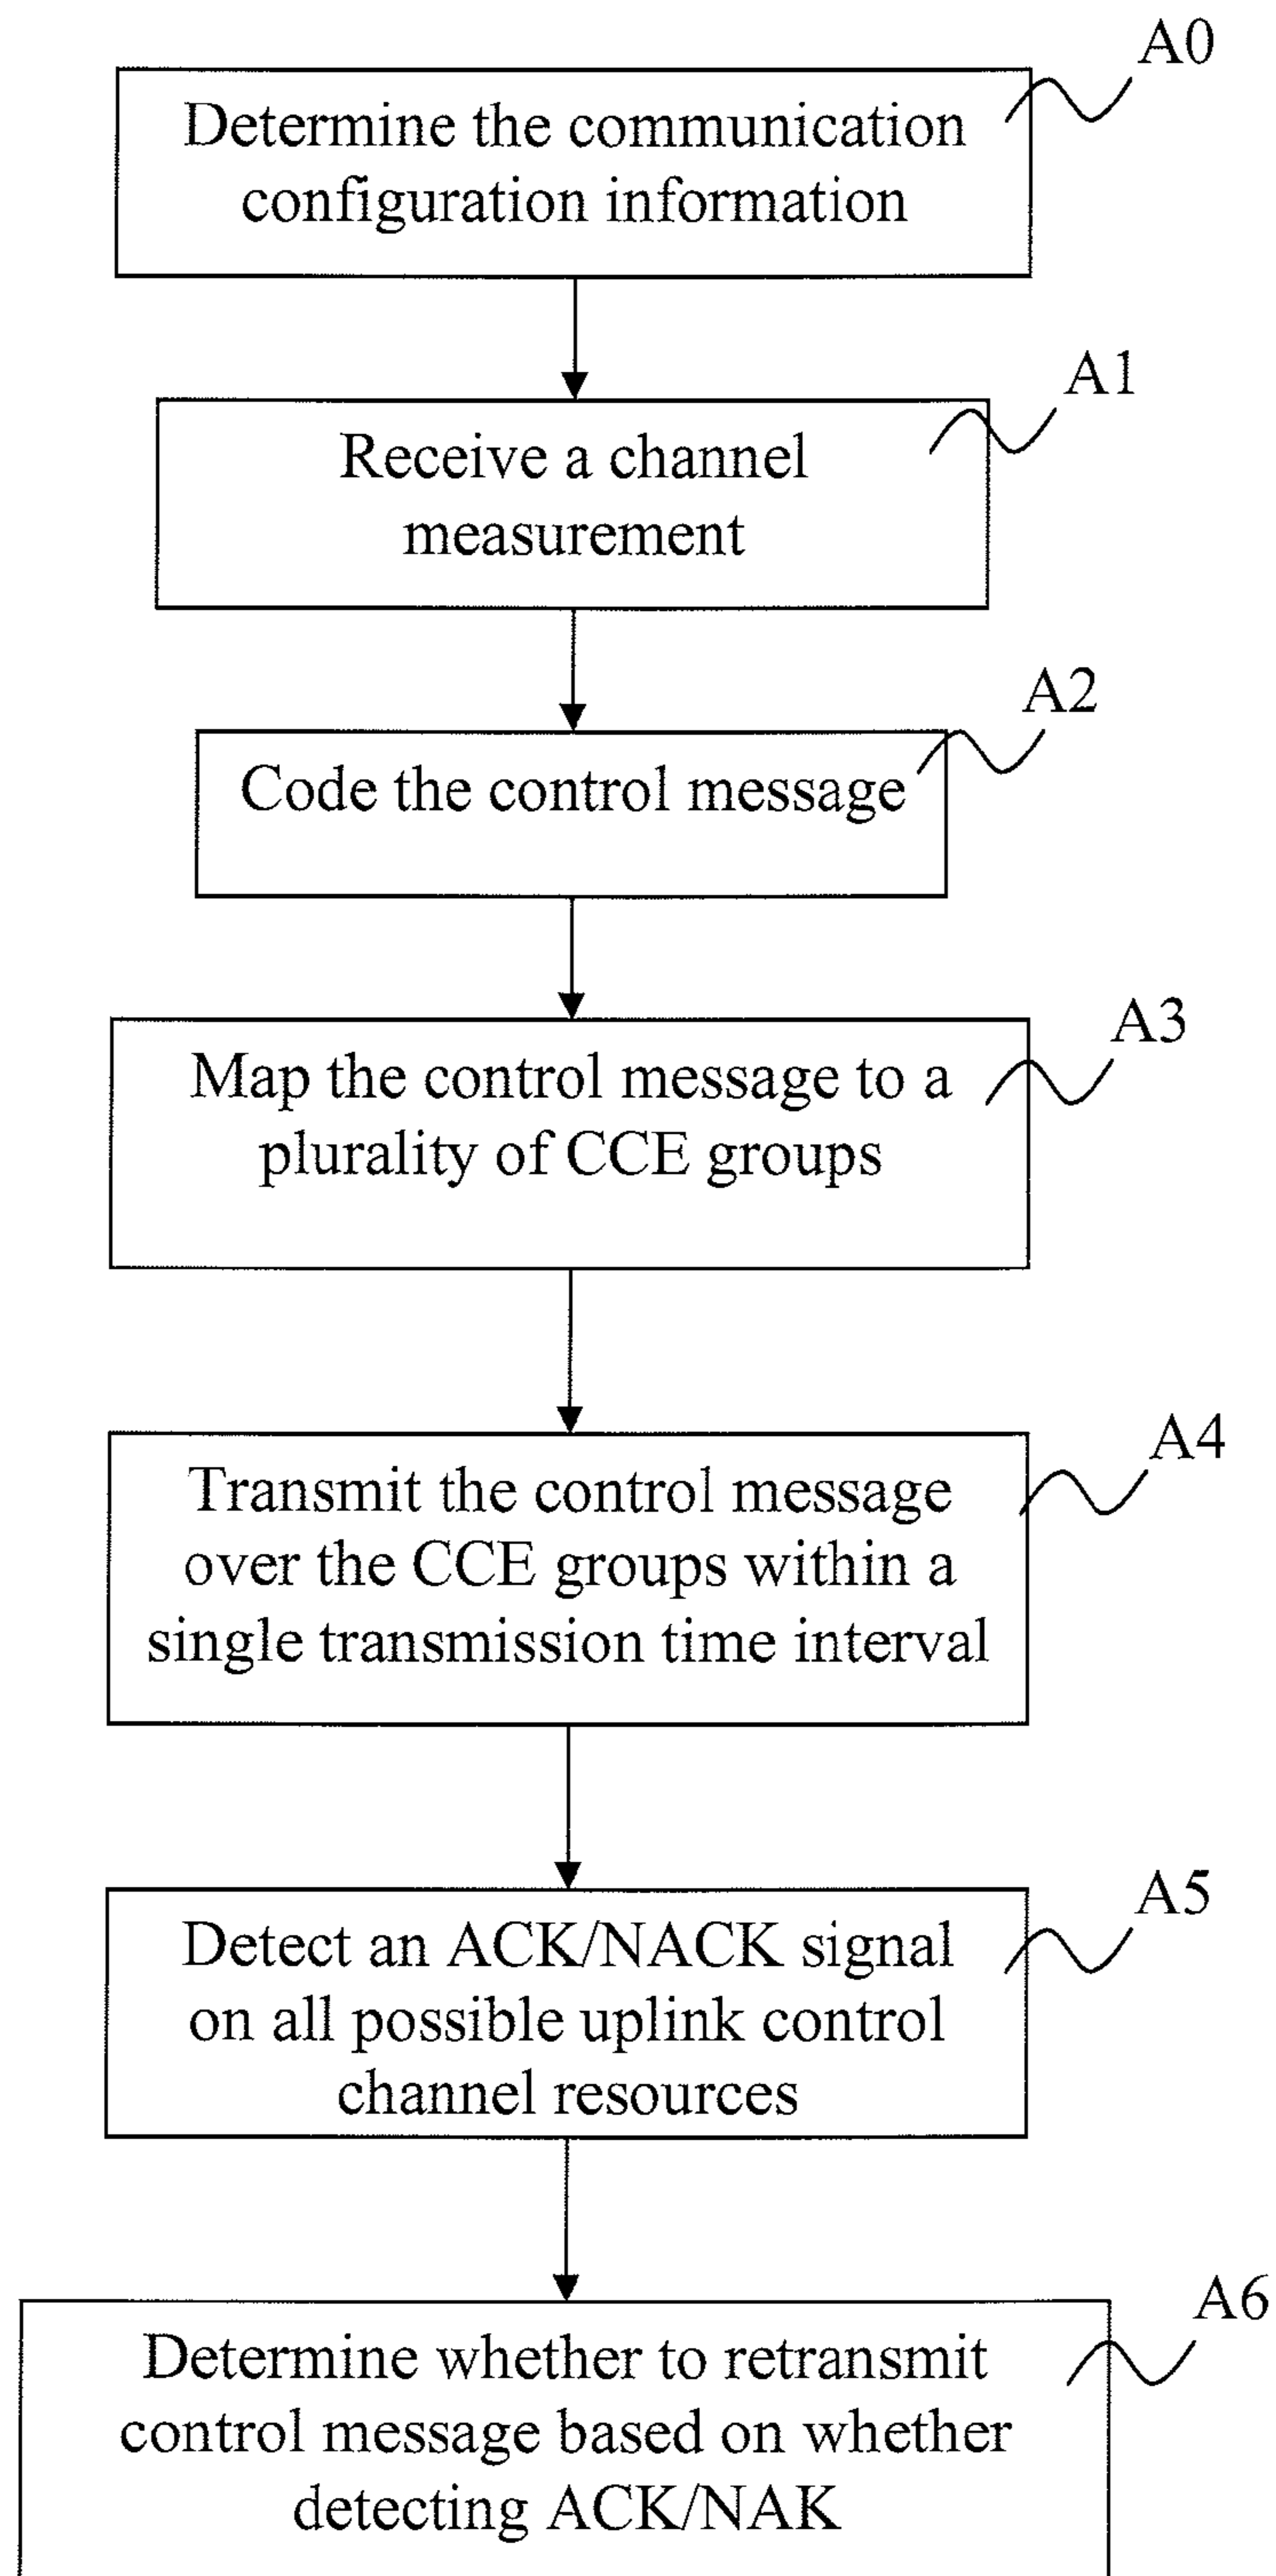 A0
Determine the communication
configuration information
A1
Receive a channel
measurement
A2
Code the control message
A3
Map the control message to a
plurality of CCE groups
A4
Transmit the control message
over the CCE groups within a
single transmission time interval
A5
Detect an ACK/NACK signal
on all possible uplink control
channel resources
A6
Determine whether to retransmit
control message based on whether
detecting ACK/NAK